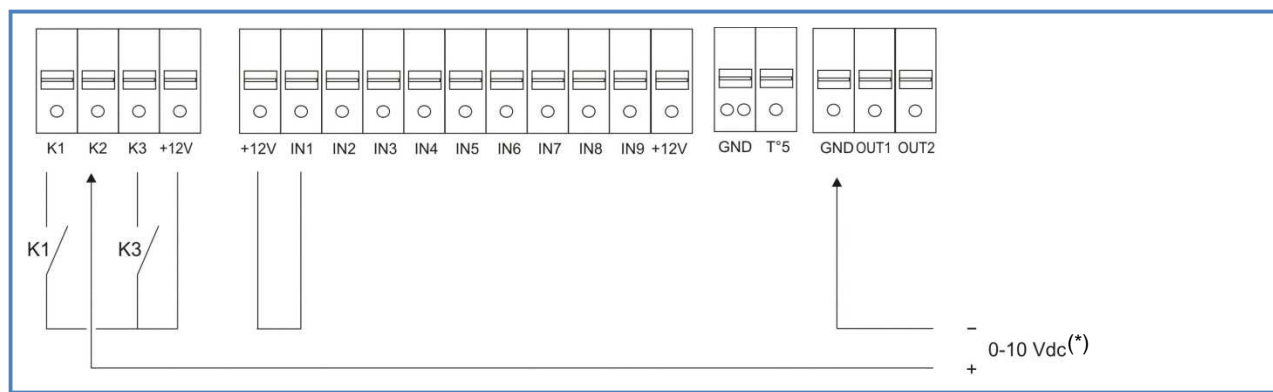 K1 K2 K3 +12V +12V IN1 IN2 IN3 IN4 IN5 IN6 IN7 IN8 IN9 +12V GND T°5 GND OUT1 OUT2
K1 K3
−
0-10 Vdc(*)
+